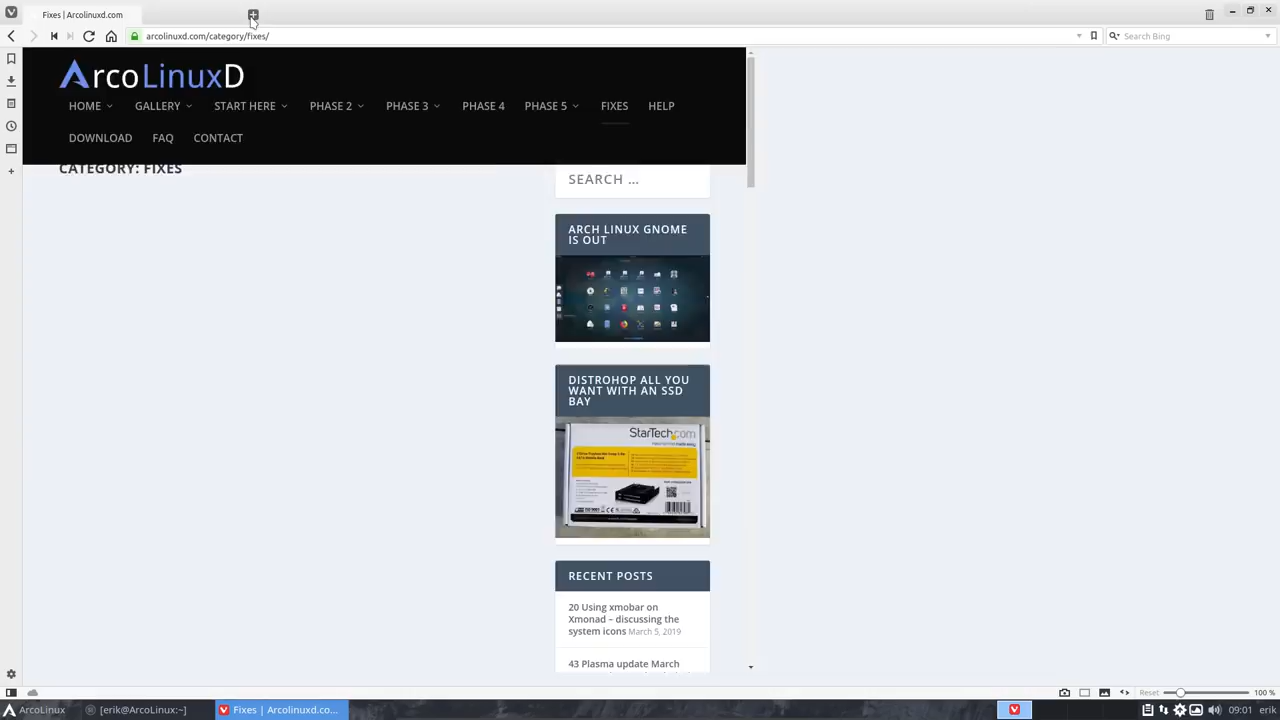 Fixes | Arcolinuxd.com
arcolinuxd.com/category/fixes/
Search Bing
ArcoLinuxD
HOME GALLERY START HERE PHASE 2 PHASE 3 PHASE 4 PHASE 5 FIXES HELP
DOWNLOAD FAQ CONTACT
CATEGORY: FIXES
SEARCH …
ARCH LINUX GNOME
IS OUT
DISTROHOP ALL YOU
WANT WITH AN SSD
BAY
StarTech.com
RECENT POSTS
20 Using xmobar on
Xmonad – discussing the
system icons March 5, 2019
43 Plasma update March
Reset 100 %
ArcoLinux [erik@ArcoLinux:~] Fixes | Arcolinuxd.co... 09:01 erik